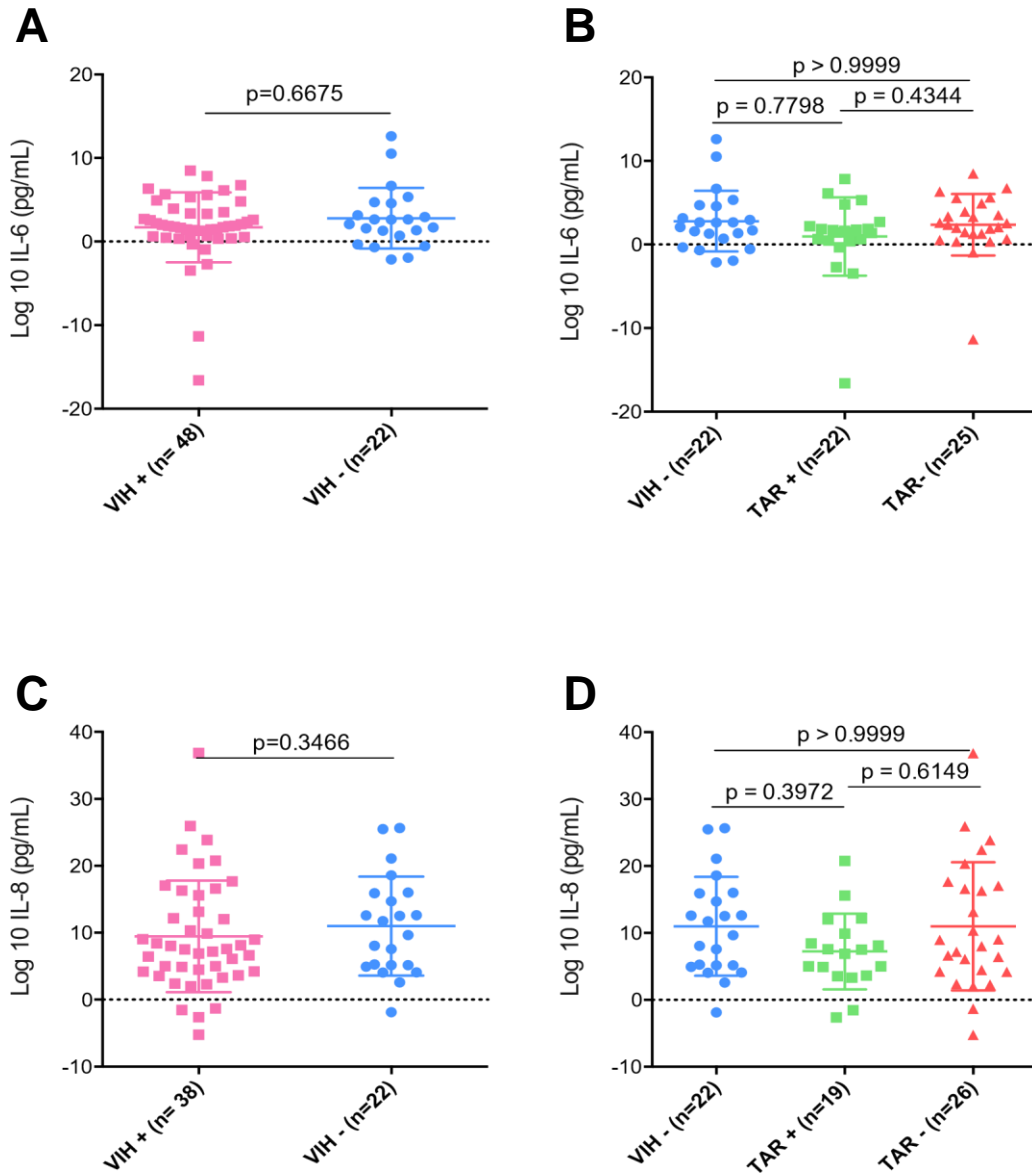 A
20
10
0
-10
-20
Log 10 IL-6 (pg/mL)
p=0.6675
VIH + (n= 48)
VIH - (n=22)
B
20
10
0
-10
-20
Log 10 IL-6 (pg/mL)
p > 0.9999
p = 0.7798
p = 0.4344
VIH - (n=22)
TAR + (n=22)
TAR- (n=25)
C
40
30
20
10
0
-10
Log 10 IL-8 (pg/mL)
p=0.3466
VIH + (n= 38)
VIH - (n=22)
D
40
30
20
10
0
-10
Log 10 IL-8 (pg/mL)
p > 0.9999
p = 0.3972
p = 0.6149
VIH - (n=22)
TAR + (n=19)
TAR - (n=26)